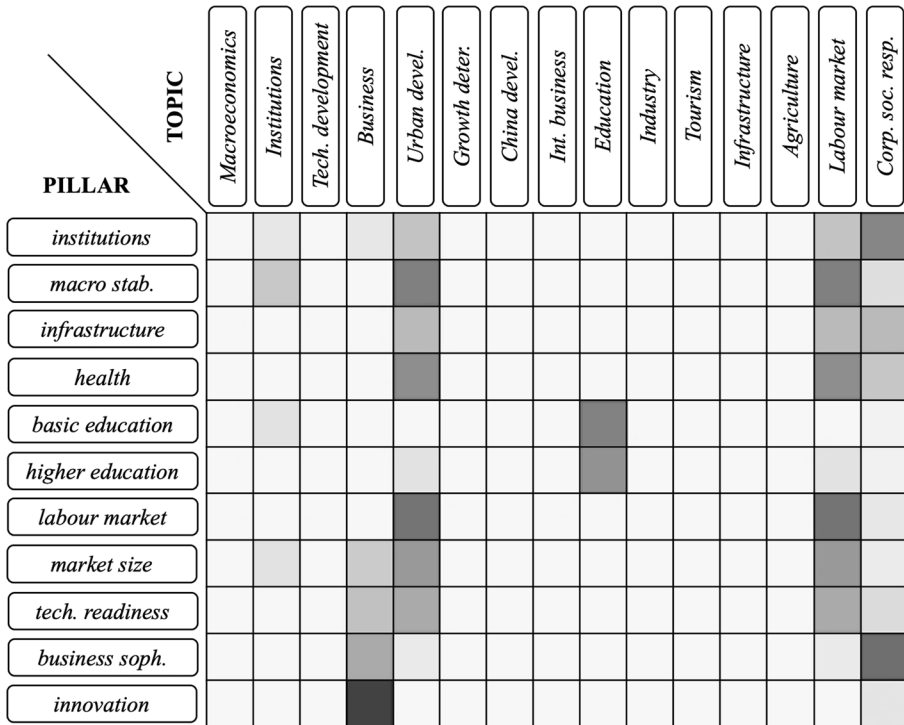 TOPIC
PILLAR
Macroeconomics
Institutions
Tech. development
Business
Urban devel.
Growth deter.
China devel.
Int. business
Education
Industry
Tourism
Infrastructure
Agriculture
Labour market
Corp. soc. resp.
institutions
macro stab.
infrastructure
health
basic education
higher education
labour market
market size
tech. readiness
business soph.
innovation